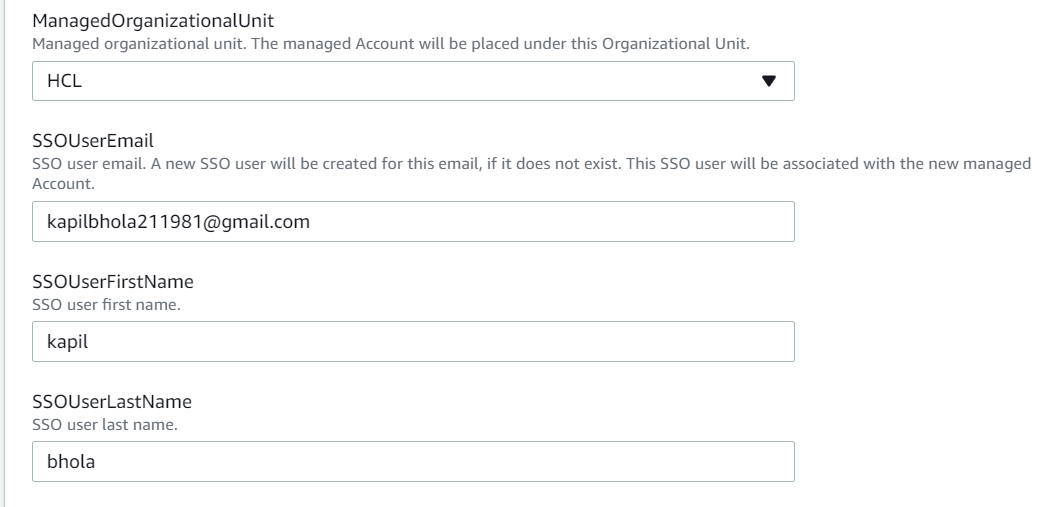 ManagedOrganizationalUnit
Managed organizational unit. The managed Account will be placed under this Organizational Unit.
HCL
SSOUserEmail
SSO user email. A new SSO user will be created for this email, if it does not exist. This SSO user will be associated with the new managed
Account.
kapilbhola211981@gmail.com
SSOUserFirstName
SSO user first name.
kapil
SSOUserLastName
SSO user last name.
bhola